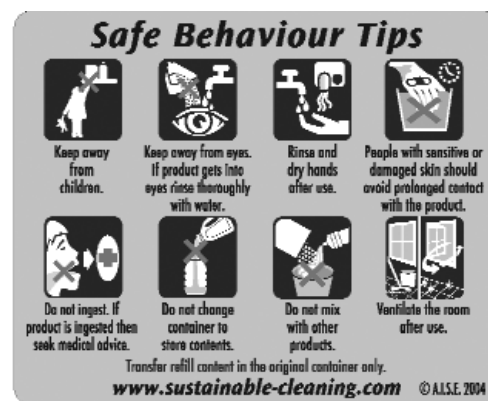 Safe Behaviour Tips
Keep away
from
children.
Keep away from eyes.
If product gets into
eyes rinse thoroughly
with water.
Rinse and
dry hands
after use.
People with sensitive or
damaged skin should
avoid prolonged contact
with the product.
Do not ingest. If
product is ingested then
seek medical advice.
Do not change
container to
store contents.
Do not mix
with other
products.
Ventilate the room
after use.
Transfer refill content in the original container only.
www.sustainable-cleaning.com © A.I.S.E. 2004